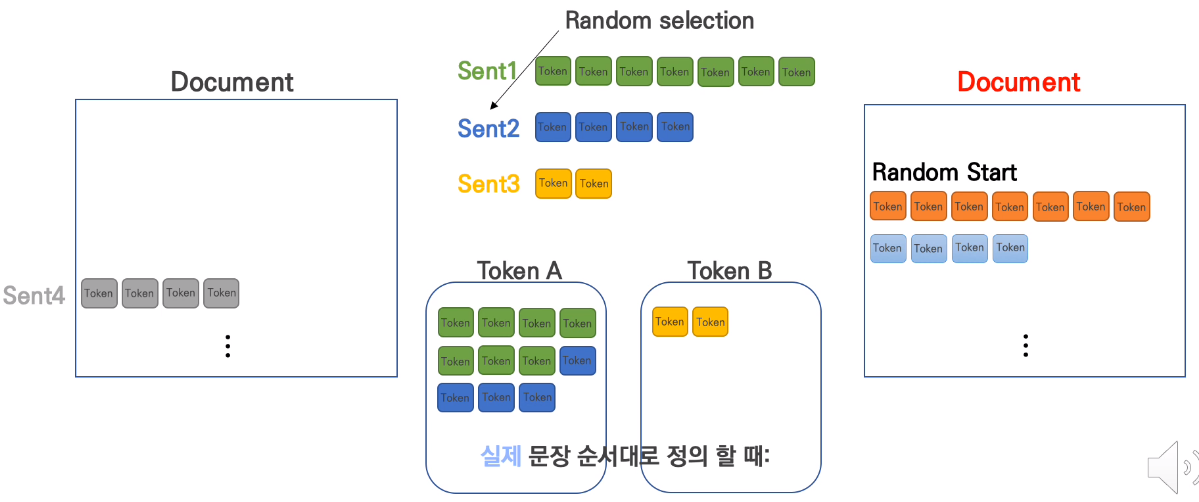 Random selection
Document
Sent1 Token Token Token Token Token Token Token
Sent2 Token Token Token Token
Sent3 Token Token
Sent4 Token Token Token Token
Token A
Token Token Token Token
Token Token Token Token
Token Token Token
Token B
Token Token
실제 문장 순서대로 정의 할 때:
Document
Random Start
Token Token Token Token Token Token Token
Token Token Token Token